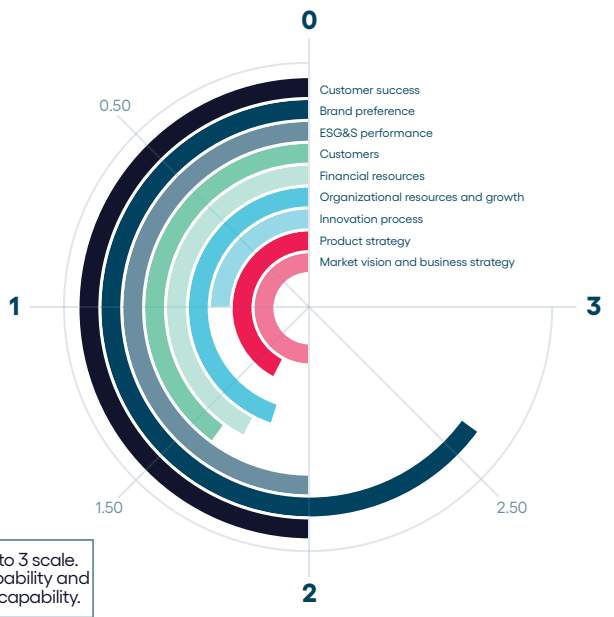 0
Customer success
0.50
Brand preference
ESG&S performance
Customers
Financial resources
Organizational resources and growth
Innovation process
Product strategy
Market vision and business strategy
1
3
1.50
2.50
to 3 scale.
ability and
capability.
2